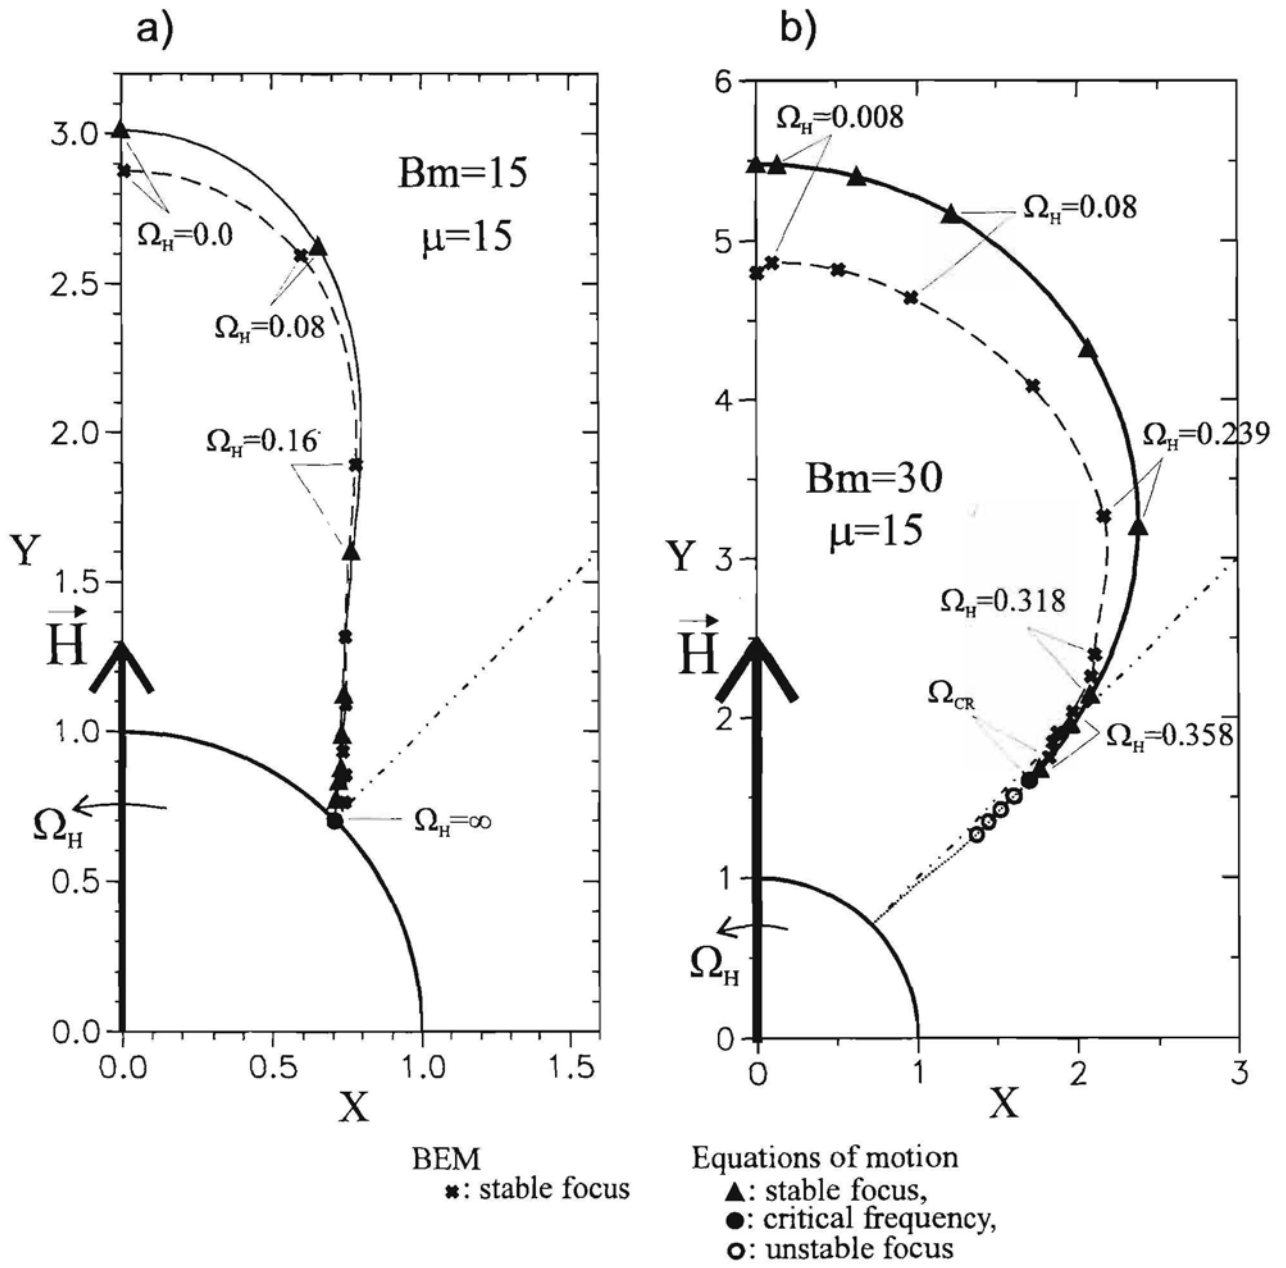 a)
3.0
2.5
2.0
1.5
1.0
0.5
0.0
Y
H
Ω_H
Bm=15
μ=15
Ω_H=0.0
Ω_H=0.08
Ω_H=0.16
Ω_H=∞
0.0 0.5 1.0 1.5
X
b)
6
5
4
3
2
1
0
Y
H
Ω_H
Ω_H=0.008
Ω_H=0.08
Ω_H=0.239
Bm=30
μ=15
Ω_H=0.318
Ω_CR
Ω_H=0.358
0 1 2 3
X
BEM
: stable focus
Equations of motion
: stable focus,
: critical frequency,
: unstable focus